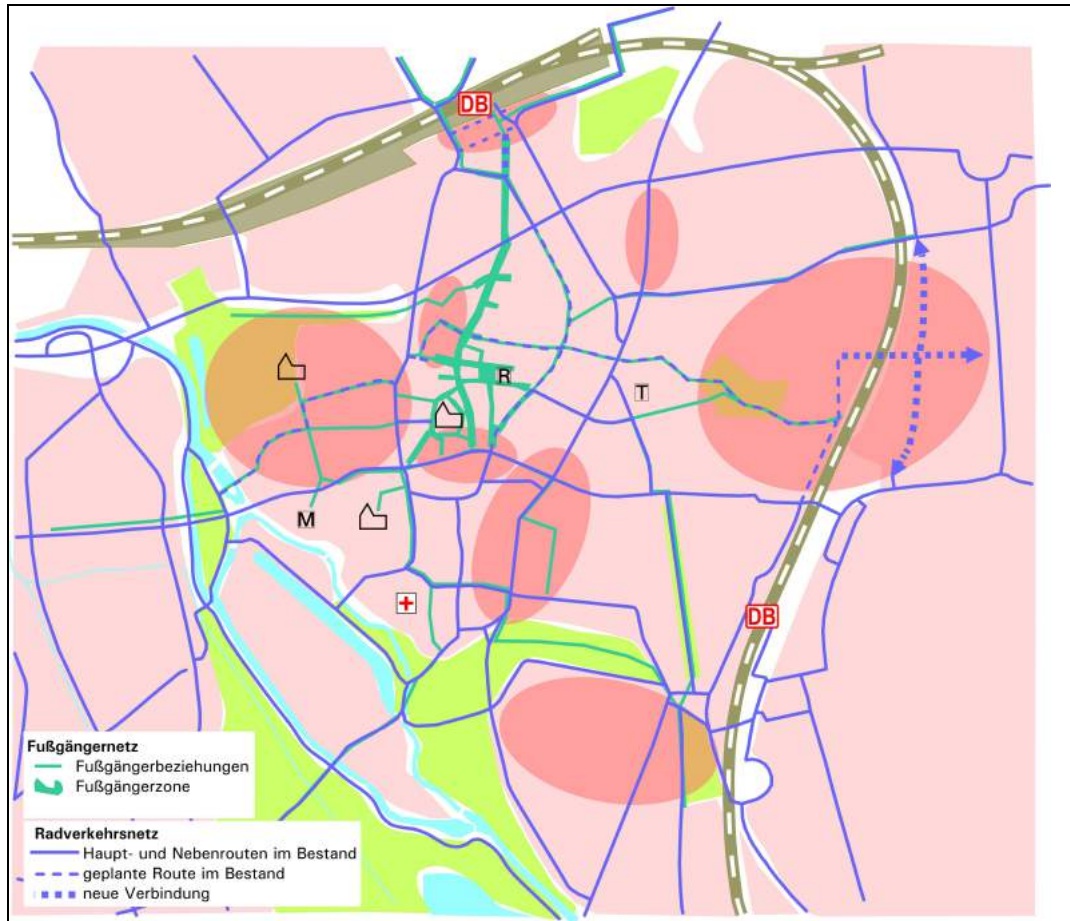 DB
R
T
M
DB
Fußgängernetz
Fußgängerbeziehungen
Fußgängerzone
Radverkehrsnetz
Haupt- und Nebenrouten im Bestand
geplante Route im Bestand
neue Verbindung